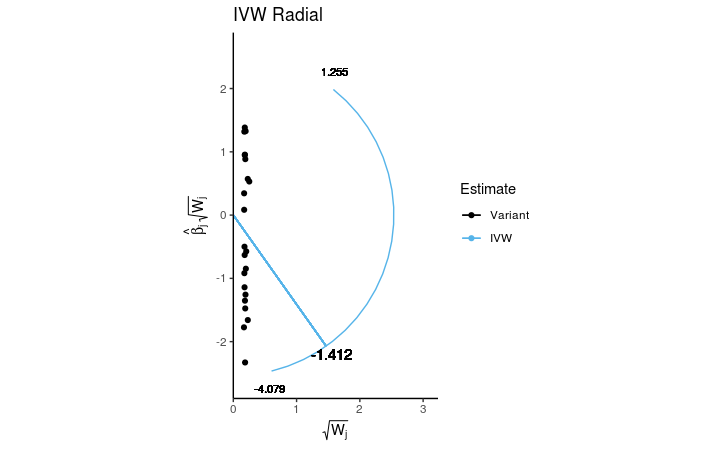 IVW Radial
1.255
2
1
0
-1
-2
β̂j√Wj
-1.412
-4.079
0 1 2 3
√Wj
Estimate
Variant
IVW